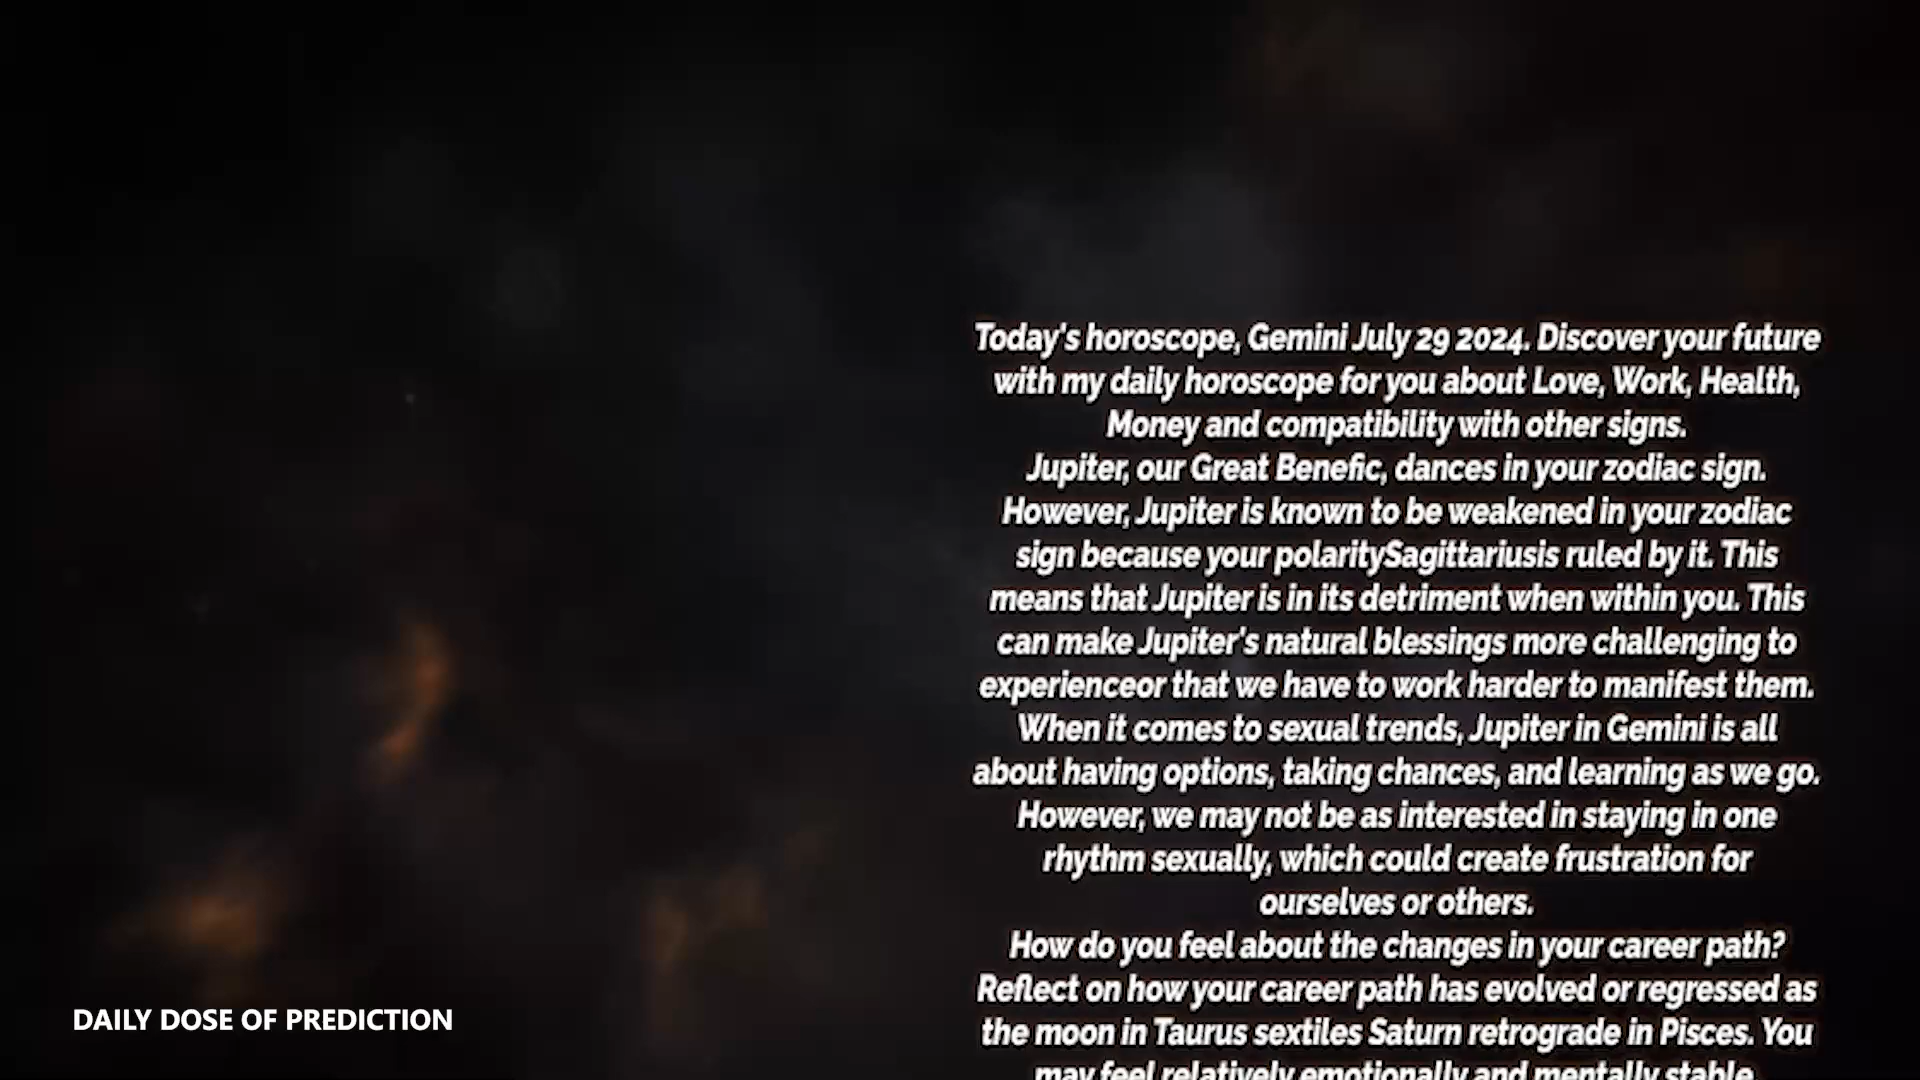 Today's horoscope, Gemini July 29 2024. Discover your future
with my daily horoscope for you about Love, Work, Health,
Money and compatibility with other signs.
Jupiter, our Great Benefic, dances in your zodiac sign.
However, Jupiter is known to be weakened in your zodiac
sign because your polaritySagittariusis ruled by it. This
means that Jupiter is in its detriment when within you. This
can make Jupiter's natural blessings more challenging to
experienceor that we have to work harder to manifest them.
When it comes to sexual trends, Jupiter in Gemini is all
about having options, taking chances, and learning as we go.
However, we may not be as interested in staying in one
rhythm sexually, which could create frustration for
ourselves or others.
How do you feel about the changes in your career path?
Reflect on how your career path has evolved or regressed as
the moon in Taurus sextiles Saturn retrograde in Pisces. You
may feel relatively emotionally and mentally stable
DAILY DOSE OF PREDICTION